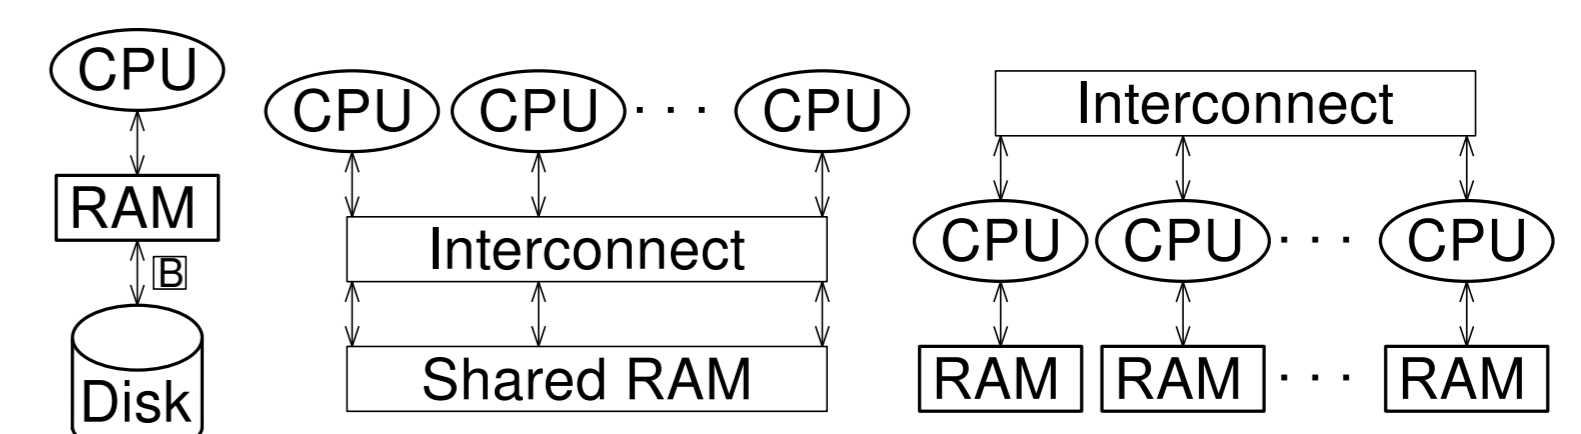 CPU
RAM
B
Disk
CPU CPU · · · CPU
Interconnect
Shared RAM
Interconnect
CPU CPU · · · CPU
RAM RAM · · · RAM